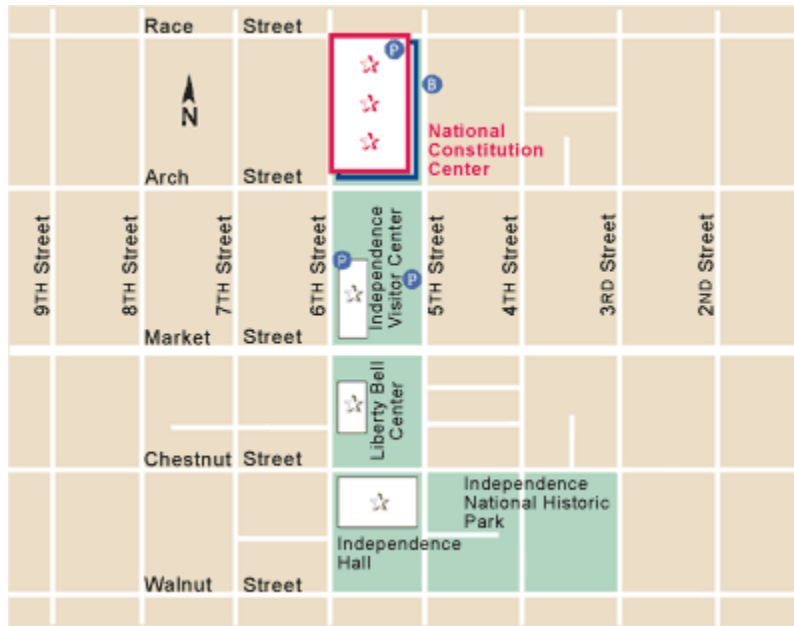 Race Street
P
N
B
National
Constitution
Center
Arch Street
9TH Street
8TH Street
7TH Street
6TH Street
P
Independence
Visitor Center
P
5TH Street
4TH Street
3RD Street
2ND Street
Market Street
Liberty Bell
Center
Chestnut Street
Independence
National Historic
Park
Independence
Hall
Walnut Street